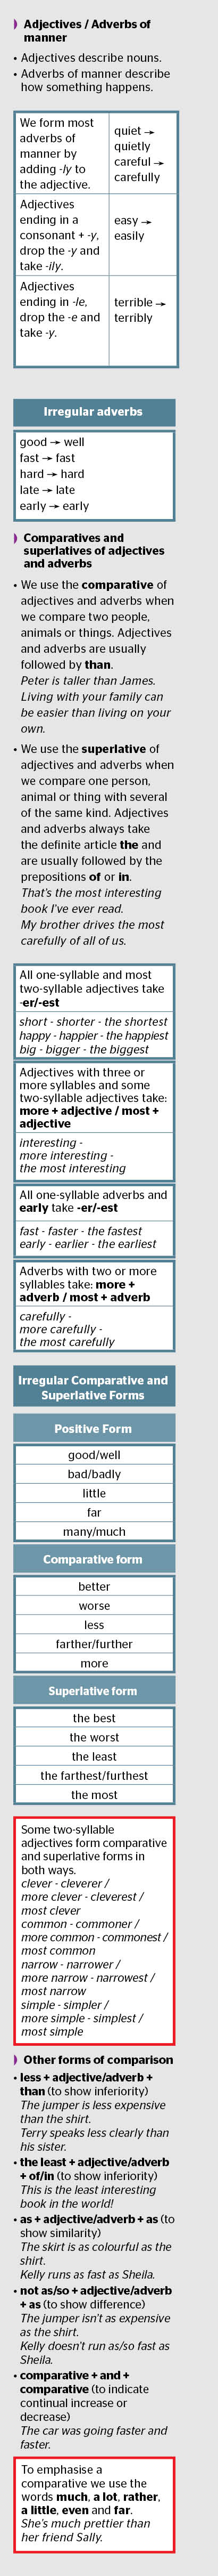 Adjectives / Adverbs of
manner
• Adjectives describe nouns.
• Adverbs of manner describe
how something happens.
We form most
adverbs of
manner by
adding -ly to
the adjective.
quiet →
quietly
careful →
carefully
Adjectives
ending in a
consonant + -y,
drop the -y and
take -ily.
easy →
easily
Adjectives
ending in -le,
drop the -e and
take -y.
terrible →
terribly
Irregular adverbs
good → well
fast → fast
hard → hard
late → late
early → early
Comparatives and
superlatives of adjectives
and adverbs
• We use the comparative of
adjectives and adverbs when
we compare two people,
animals or things. Adjectives
and adverbs are usually
followed by than.
Peter is taller than James.
Living with your family can
be easier than living on your
own.
• We use the superlative of
adjectives and adverbs when
we compare one person,
animal or thing with several
of the same kind. Adjectives
and adverbs always take
the definite article the and
are usually followed by the
prepositions of or in.
That's the most interesting
book I've ever read.
My brother drives the most
carefully of all of us.
All one-syllable and most
two-syllable adjectives take
-er/-est
short - shorter - the shortest
happy - happier - the happiest
big - bigger - the biggest
Adjectives with three or
more syllables and some
two-syllable adjectives take:
more + adjective / most +
adjective
interesting -
more interesting -
the most interesting
All one-syllable adverbs and
early take -er/-est
fast - faster - the fastest
early - earlier - the earliest
Adverbs with two or more
syllables take: more +
adverb / most + adverb
carefully -
more carefully -
the most carefully
Irregular Comparative and
Superlative Forms
Positive Form
good/well
bad/badly
little
far
many/much
Comparative form
better
worse
less
farther/further
more
Superlative form
the best
the worst
the least
the farthest/furthest
the most
Some two-syllable
adjectives form comparative
and superlative forms in
both ways.
clever - cleverer /
more clever - cleverest /
most clever
common - commoner /
more common - commonest /
most common
narrow - narrower /
more narrow - narrowest /
most narrow
simple - simpler /
more simple - simplest /
most simple
Other forms of comparison
• less + adjective/adverb +
than (to show inferiority)
The jumper is less expensive
than the shirt.
Terry speaks less clearly than
his sister.
• the least + adjective/adverb
+ of/in (to show inferiority)
This is the least interesting
book in the world!
• as + adjective/adverb + as (to
show similarity)
The skirt is as colourful as the
shirt.
Kelly runs as fast as Sheila.
• not as/so + adjective/adverb
+ as (to show difference)
The jumper isn't as expensive
as the shirt.
Kelly doesn't run as/so fast as
Sheila.
• comparative + and +
comparative (to indicate
continual increase or
decrease)
The car was going faster and
faster.
To emphasise a
comparative we use the
words much, a lot, rather,
a little, even and far.
She's much prettier than
her friend Sally.